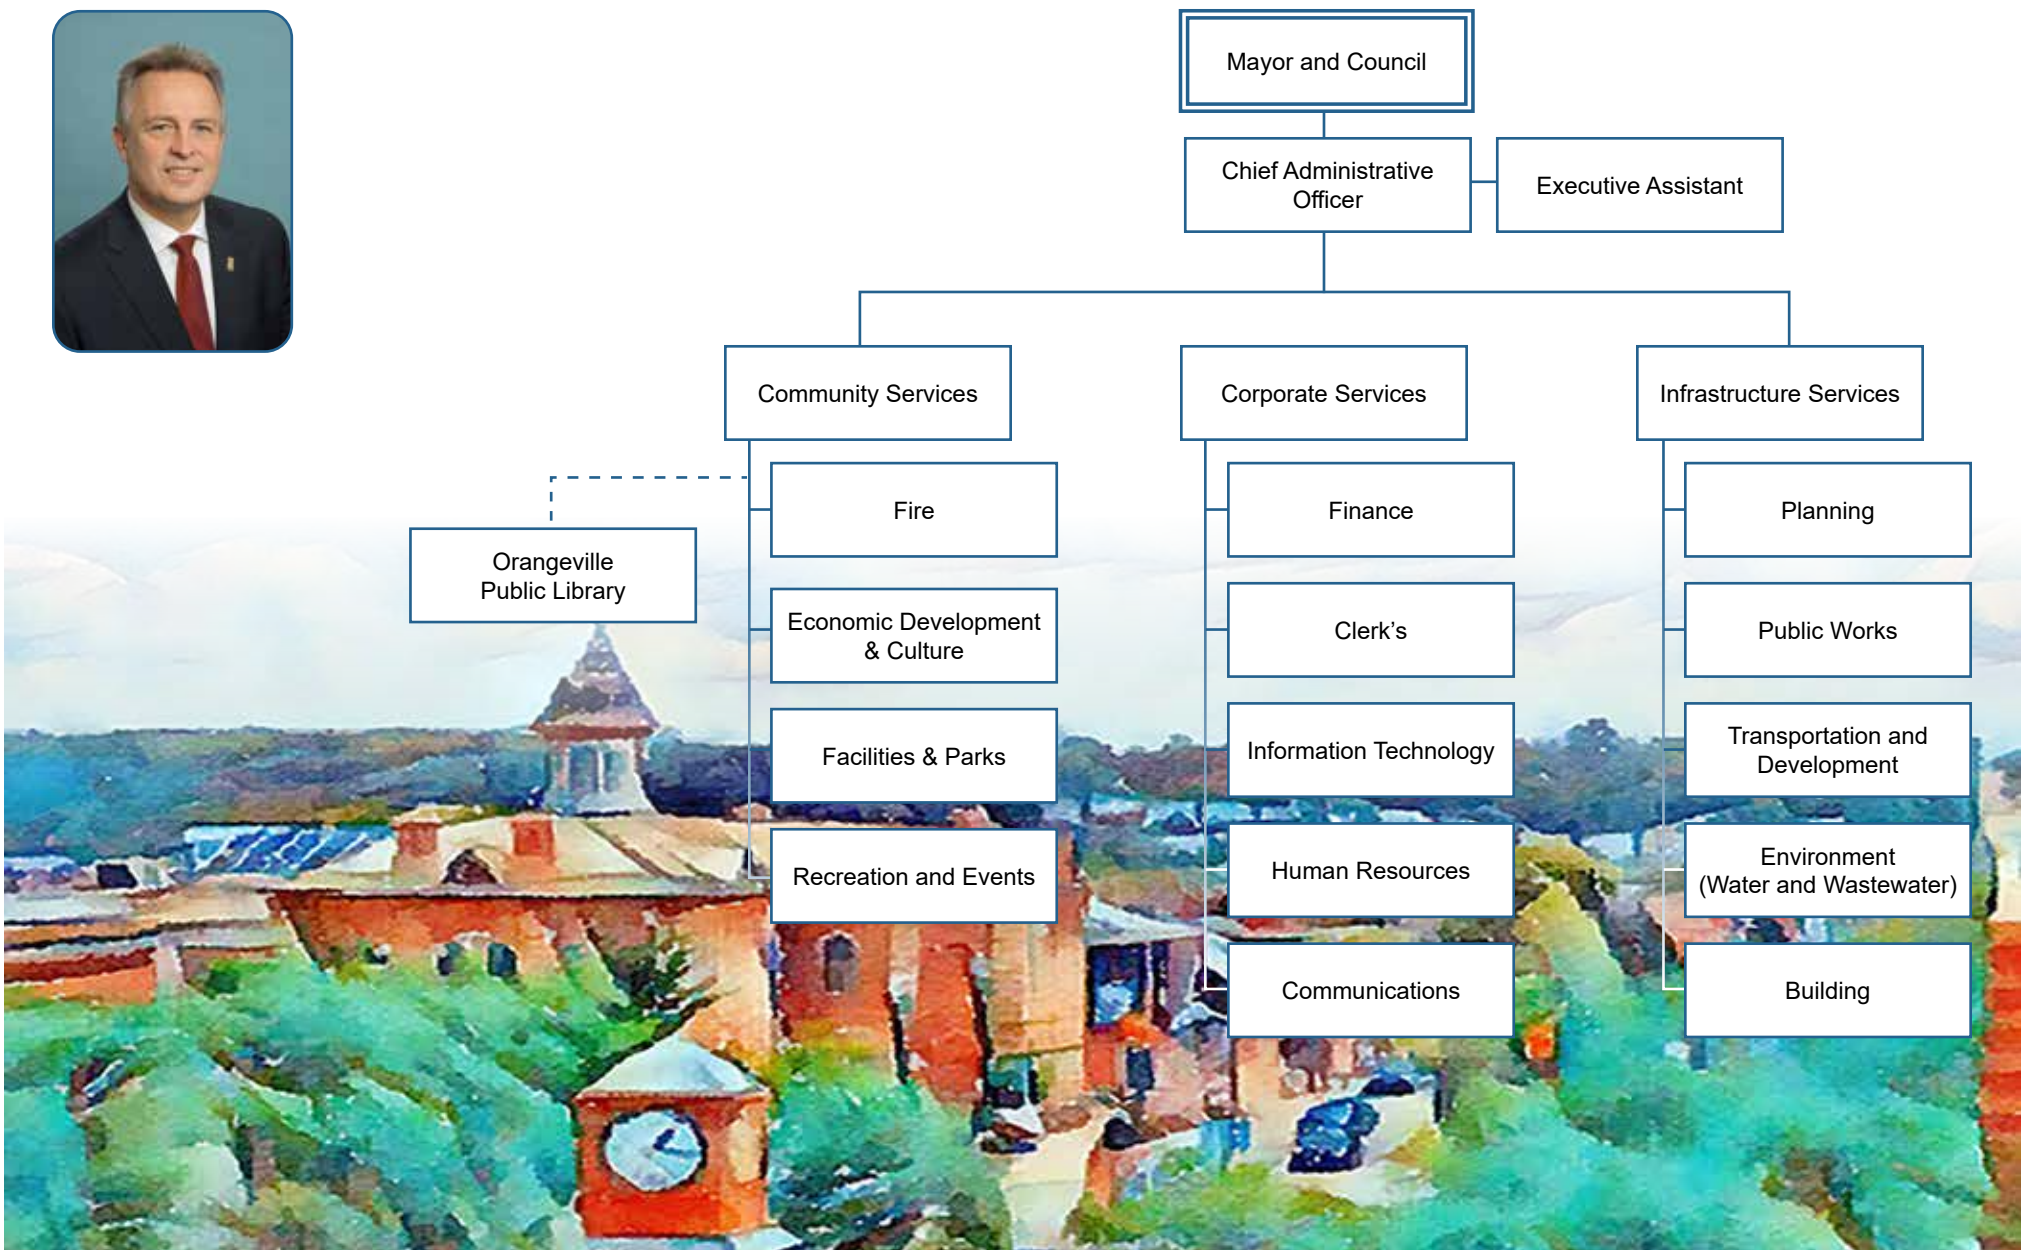 Mayor and Council
Chief Administrative
Officer
Executive Assistant
Community Services
Corporate Services
Infrastructure Services
Orangeville
Public Library
Fire
Economic Development
& Culture
Facilities & Parks
Recreation and Events
Finance
Clerk’s
Information Technology
Human Resources
Communications
Planning
Public Works
Transportation and
Development
Environment
(Water and Wastewater)
Building